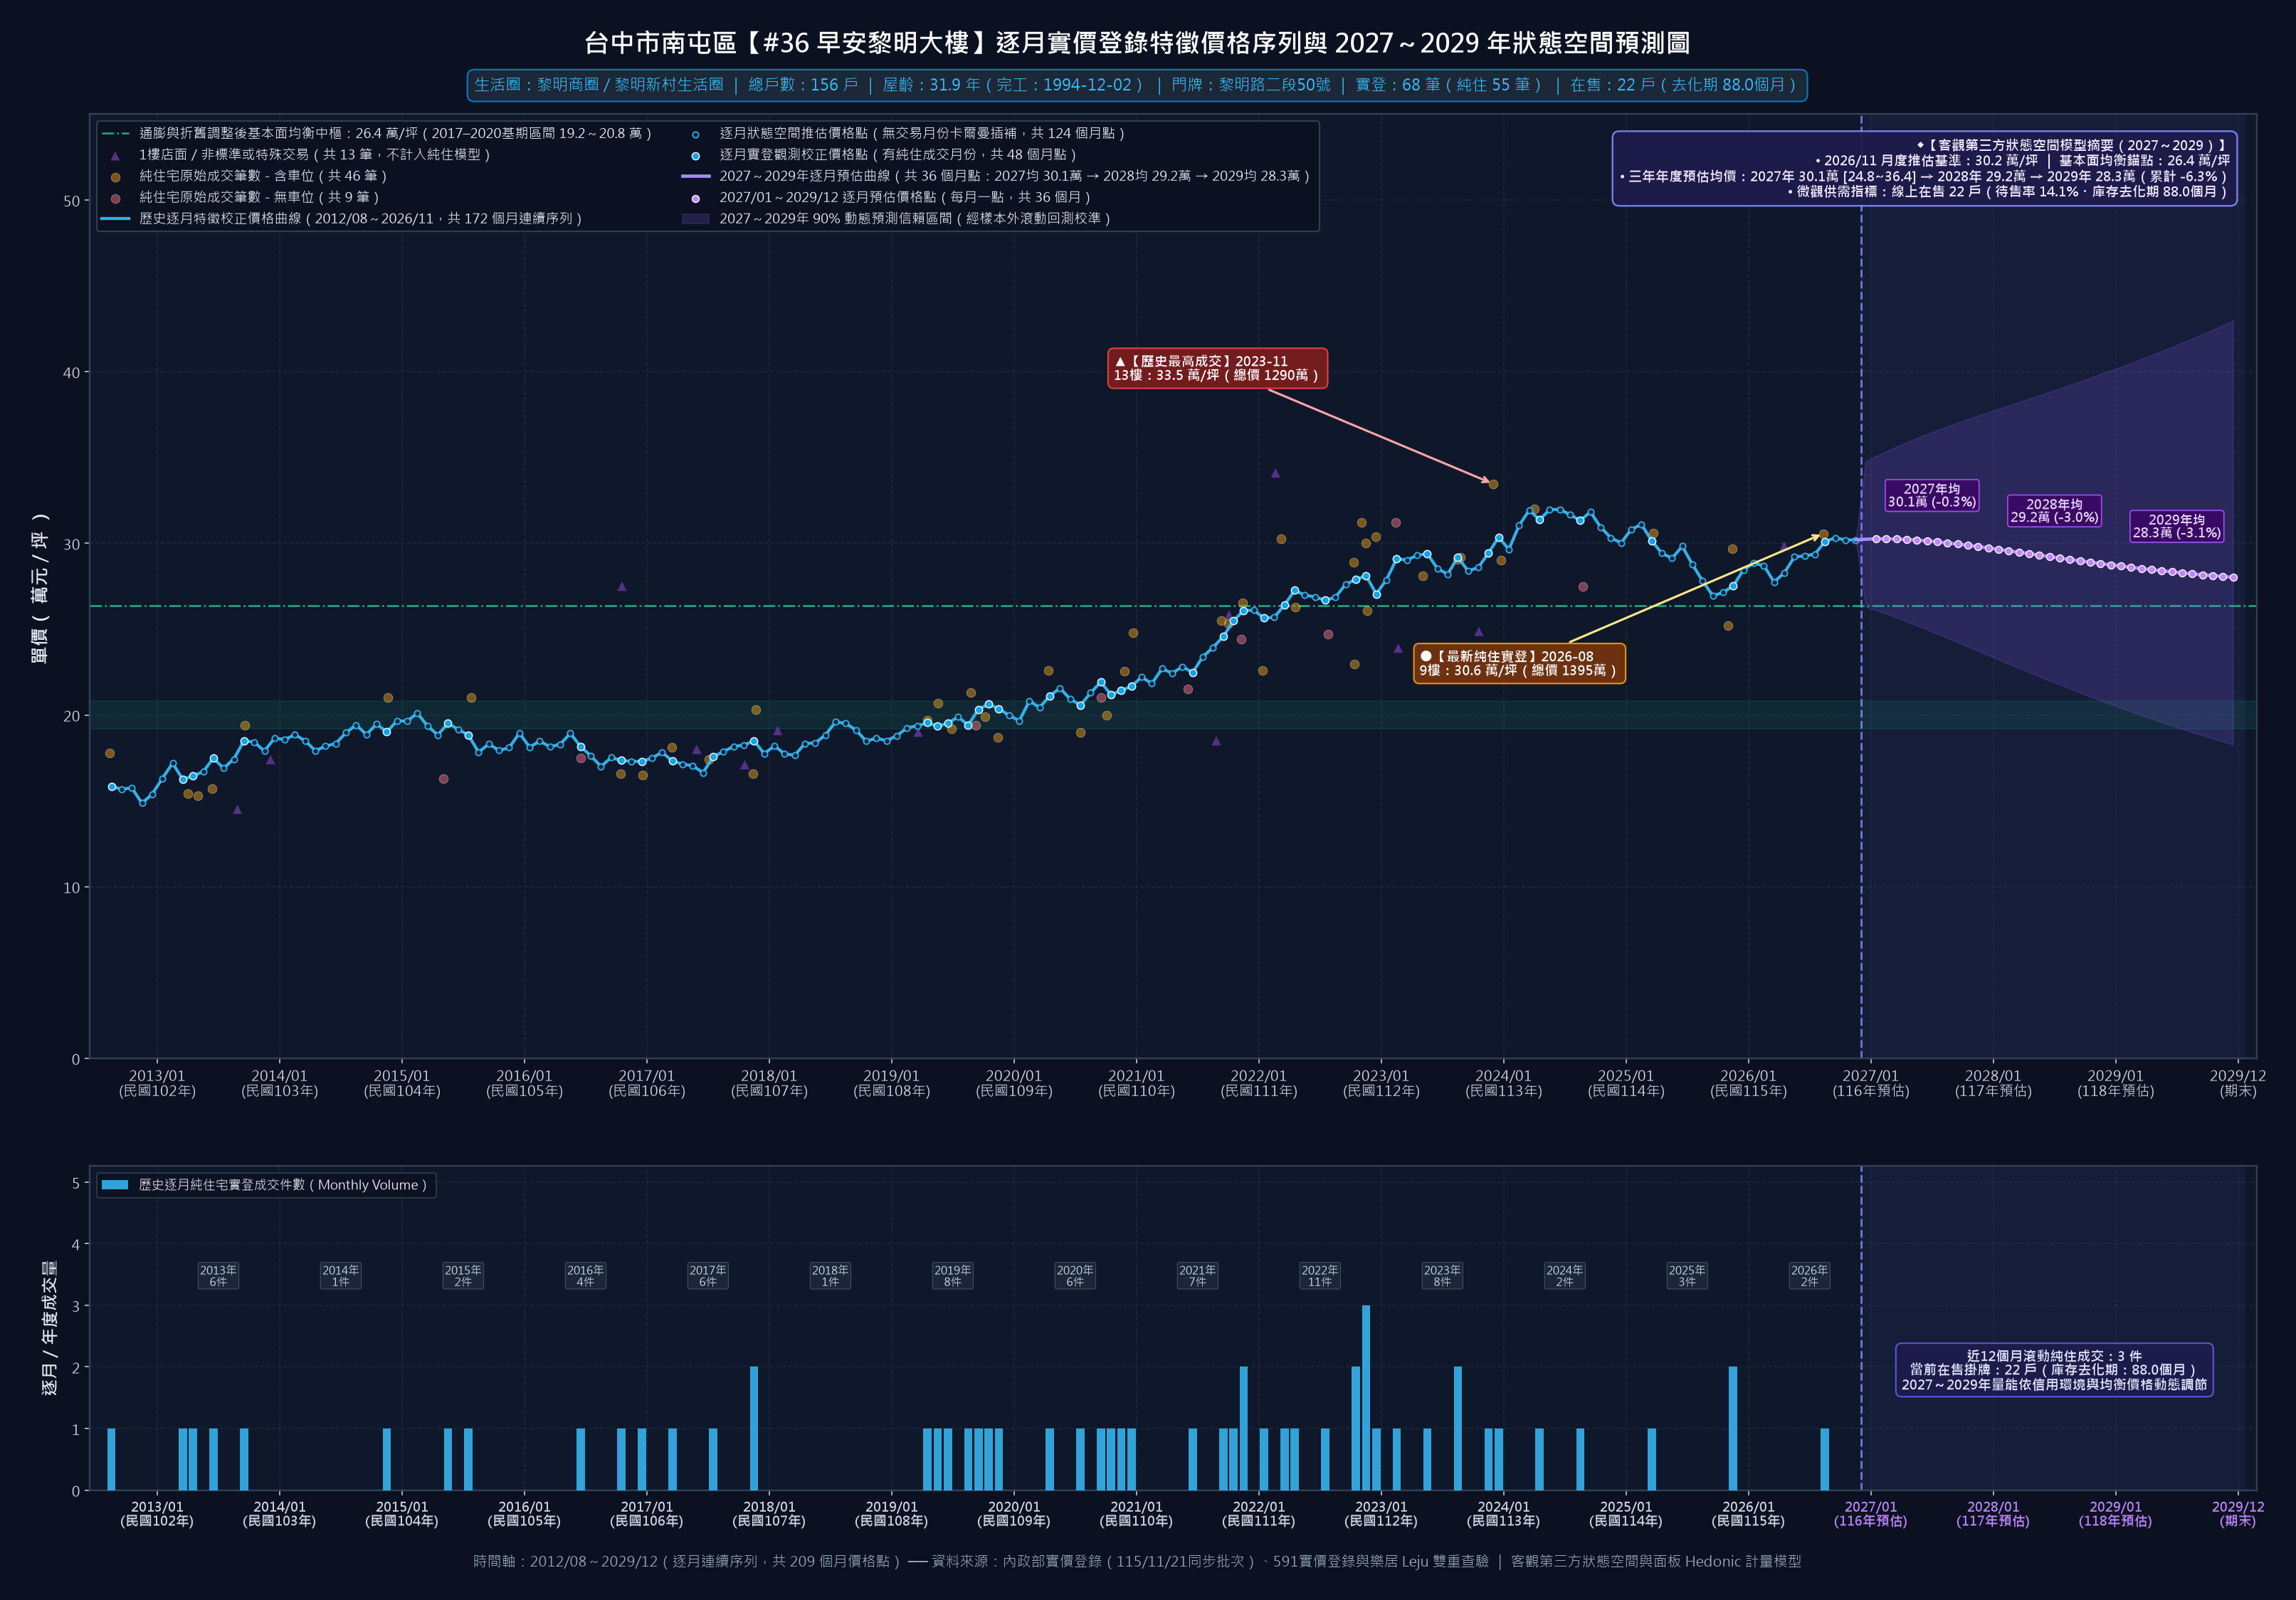 台中市南屯區【#36 早安黎明大樓】逐月實價登錄特徵價格序列與 2027～2029 年狀態空間預測圖
生活圈：黎明商圈 / 黎明新村生活圈 ｜ 總戶數：156 戶 ｜ 屋齡：31.9 年（完工：1994-12-02） ｜ 門牌：黎明路二段50號 ｜ 實登：68 筆（純住 55 筆） ｜ 在售：22 戶（去化期 88.0個月）
通膨與折舊調整後基本面均衡中樞：26.4 萬/坪（2017–2020基期區間 19.2～20.8 萬）
1樓店面 / 非標準或特殊交易（共 13 筆，不計入純住模型）
純住宅原始成交筆數 - 含車位（共 46 筆）
純住宅原始成交筆數 - 無車位（共 9 筆）
歷史逐月特徵校正價格曲線（2012/08～2026/11，共 172 個月連續序列）
逐月狀態空間推估價格點（無交易月份卡爾曼插補，共 124 個月點）
逐月實登觀測校正價格點（有純住成交月份，共 48 個月點）
2027～2029年逐月預估曲線（共 36 個月點：2027均 30.1萬 → 2028均 29.2萬 → 2029均 28.3萬）
2027/01～2029/12 逐月預估價格點（每月一點，共 36 個月）
2027～2029年 90% 動態預測信賴區間（經樣本外滾動回測校準）
◆【客觀第三方狀態空間模型摘要（2027～2029）】
• 2026/11 月度推估基準：30.2 萬/坪 ｜ 基本面均衡錨點：26.4 萬/坪
• 三年年度預估均價：2027年 30.1萬 [24.8~36.4] → 2028年 29.2萬 → 2029年 28.3萬（累計 -6.3%）
• 微觀供需指標：線上在售 22 戶（待售率 14.1%．庫存去化期 88.0個月）
單價（ 萬元 / 坪 ）
50
40
30
20
10
0
▲【歷史最高成交】2023-11
13樓：33.5 萬/坪（總價 1290萬）
●【最新純住實登】2026-08
9樓：30.6 萬/坪（總價 1395萬）
2027年均
30.1萬 (-0.3%)
2028年均
29.2萬 (-3.0%)
2029年均
28.3萬 (-3.1%)
2013/01 2014/01 2015/01 2016/01 2017/01 2018/01 2019/01 2020/01 2021/01 2022/01 2023/01 2024/01 2025/01 2026/01 2027/01 2028/01 2029/01 2029/12
(民國102年) (民國103年) (民國104年) (民國105年) (民國106年) (民國107年) (民國108年) (民國109年) (民國110年) (民國111年) (民國112年) (民國113年) (民國114年) (民國115年) (116年預估) (117年預估) (118年預估) (期末)
逐月 / 年度成交量
5
4
3
2
1
0
歷史逐月純住宅實登成交件數（Monthly Volume）
2013年 2014年 2015年 2016年 2017年 2018年 2019年 2020年 2021年 2022年 2023年 2024年 2025年 2026年
6件 1件 2件 4件 6件 1件 8件 6件 7件 11件 8件 2件 3件 2件
近12個月滾動純住成交：3 件
當前在售掛牌：22 戶（庫存去化期：88.0個月）
2027～2029年量能依信用環境與均衡價格動態調節
2013/01 2014/01 2015/01 2016/01 2017/01 2018/01 2019/01 2020/01 2021/01 2022/01 2023/01 2024/01 2025/01 2026/01 2027/01 2028/01 2029/01 2029/12
(民國102年) (民國103年) (民國104年) (民國105年) (民國106年) (民國107年) (民國108年) (民國109年) (民國110年) (民國111年) (民國112年) (民國113年) (民國114年) (民國115年) (116年預估) (117年預估) (118年預估) (期末)
時間軸：2012/08～2029/12（逐月連續序列，共 209 個月價格點） ── 資料來源：內政部實價登錄（115/11/21同步批次）、591實價登錄與樂居 Leju 雙重查驗 ｜ 客觀第三方狀態空間與面板 Hedonic 計量模型